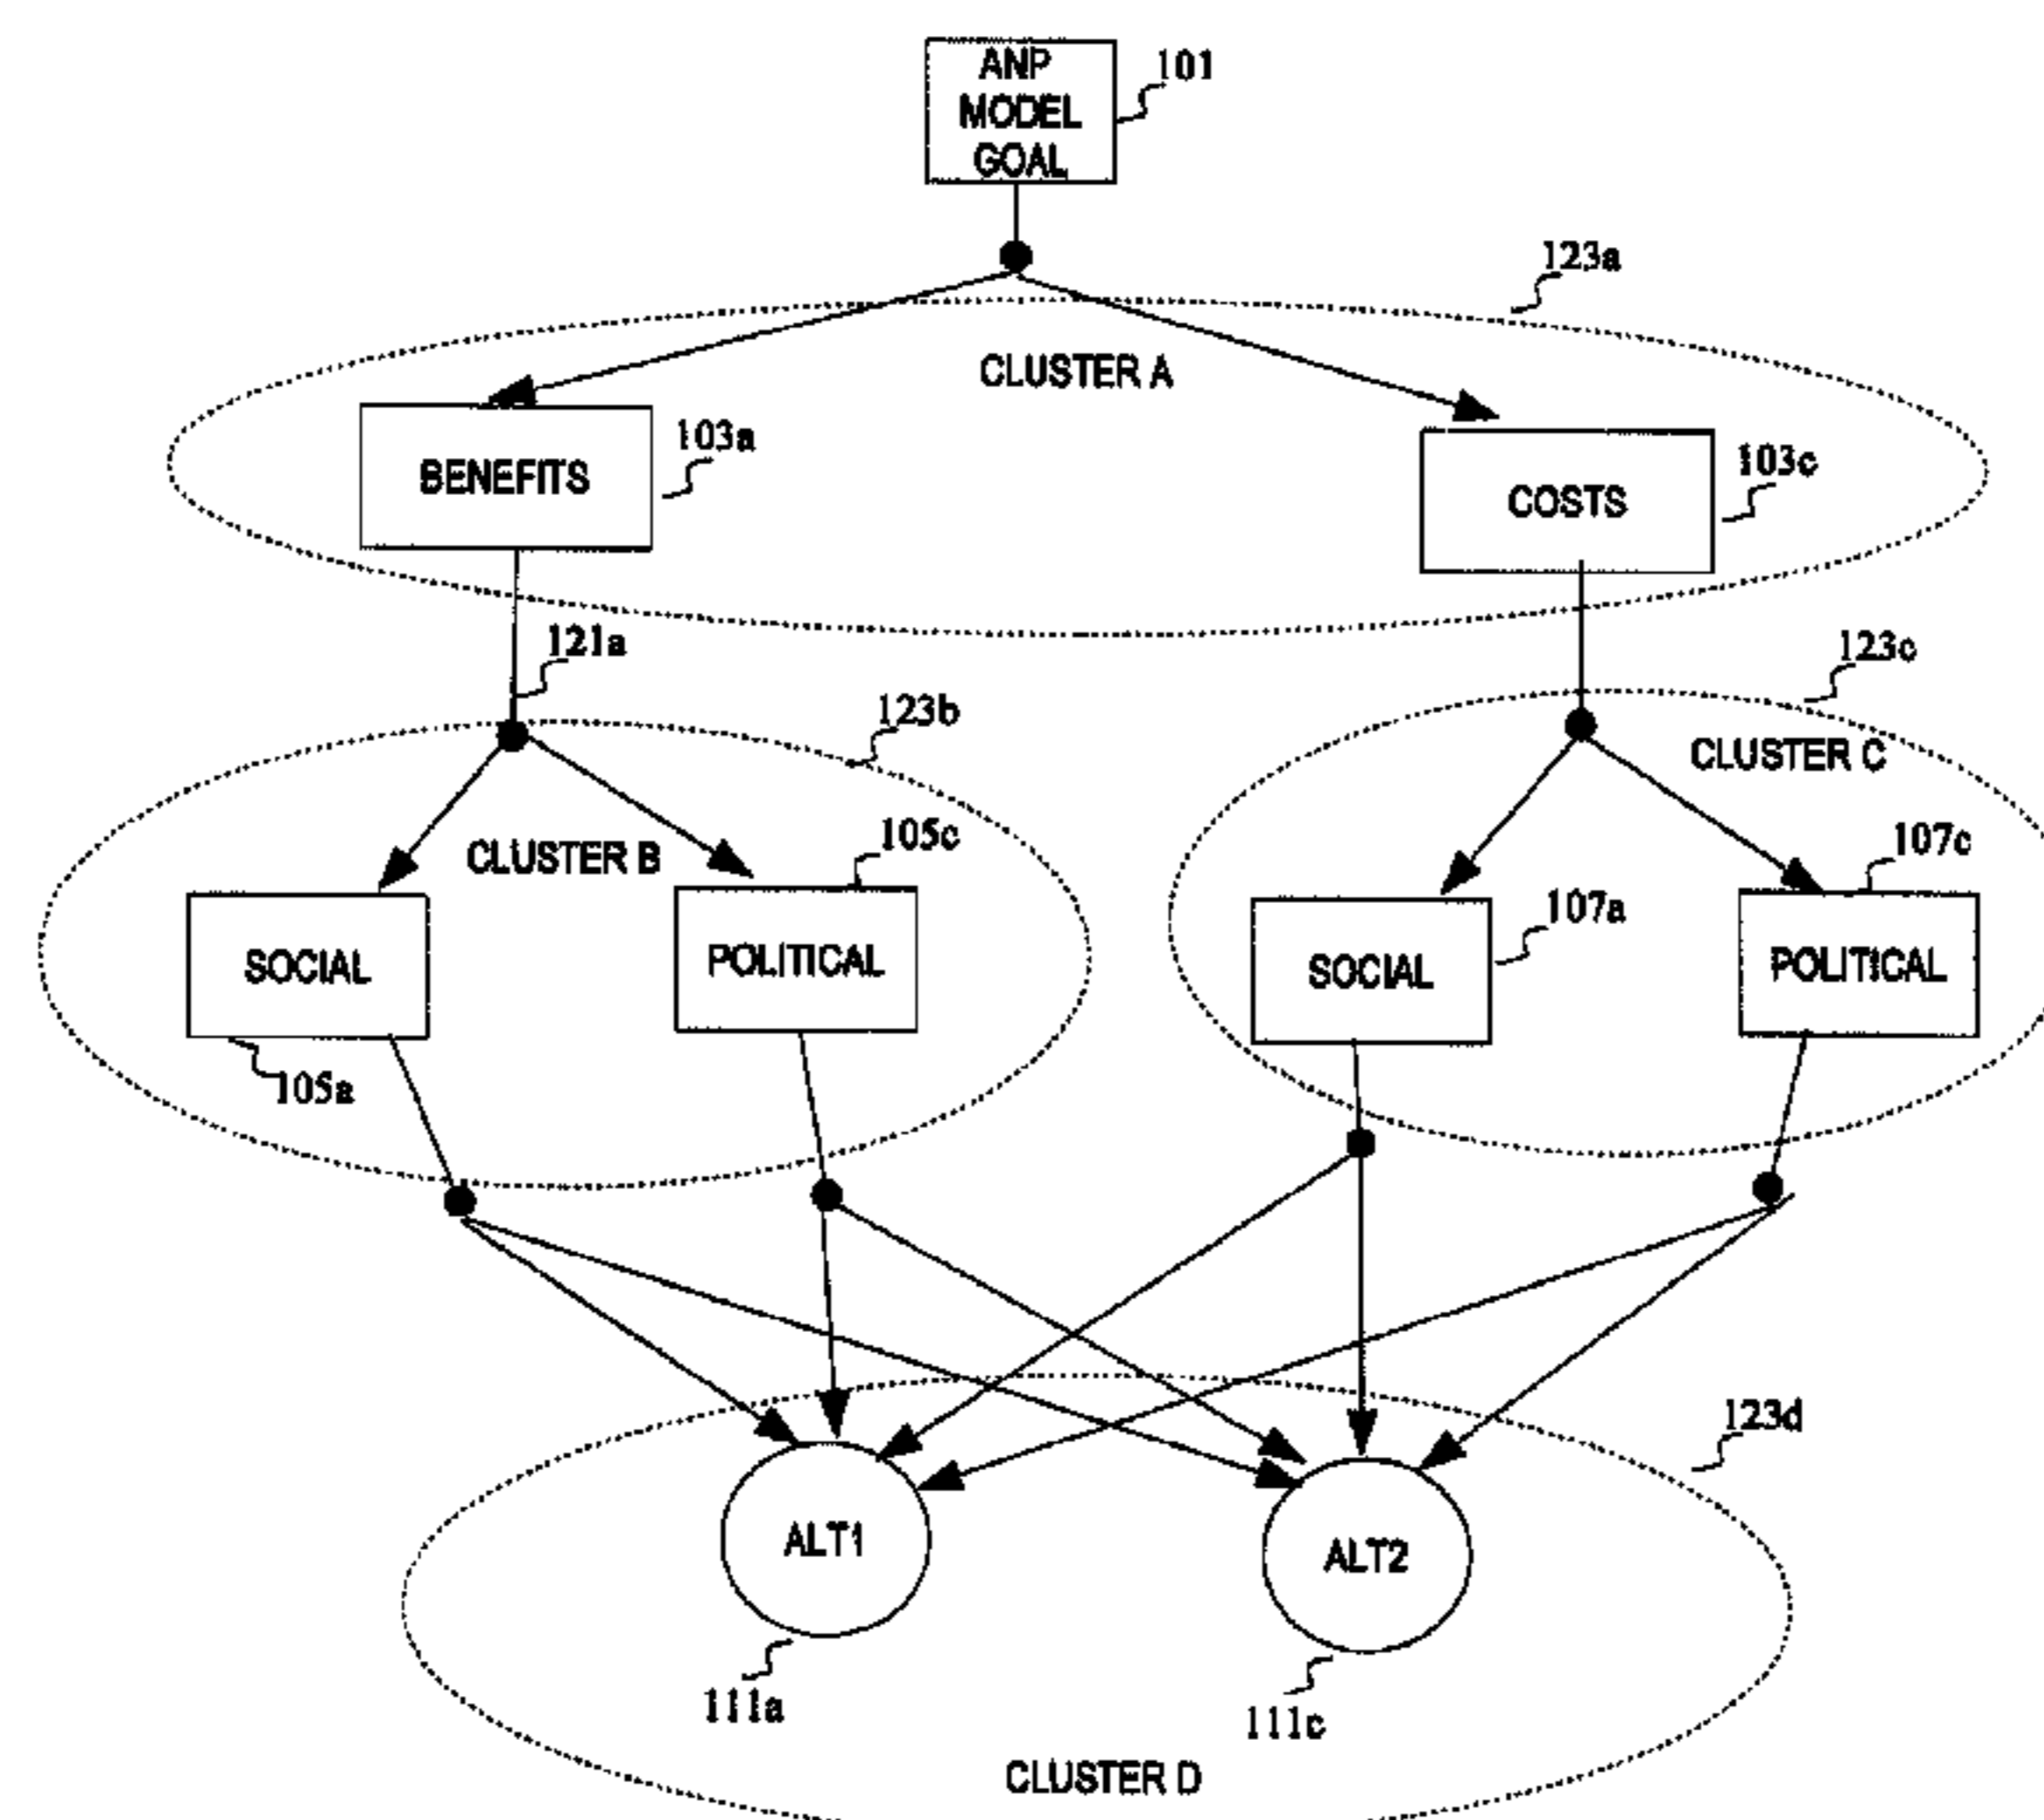 ANP
MODEL
GOAL
101
123a
CLUSTER A
103a
BENEFITS
103c
COSTS
121a
123c
123b
CLUSTER C
105c
107c
CLUSTER B
107a
SOCIAL
POLITICAL
SOCIAL
POLITICAL
105a
123d
ALT1
ALT2
111a
111c
CLUSTER D